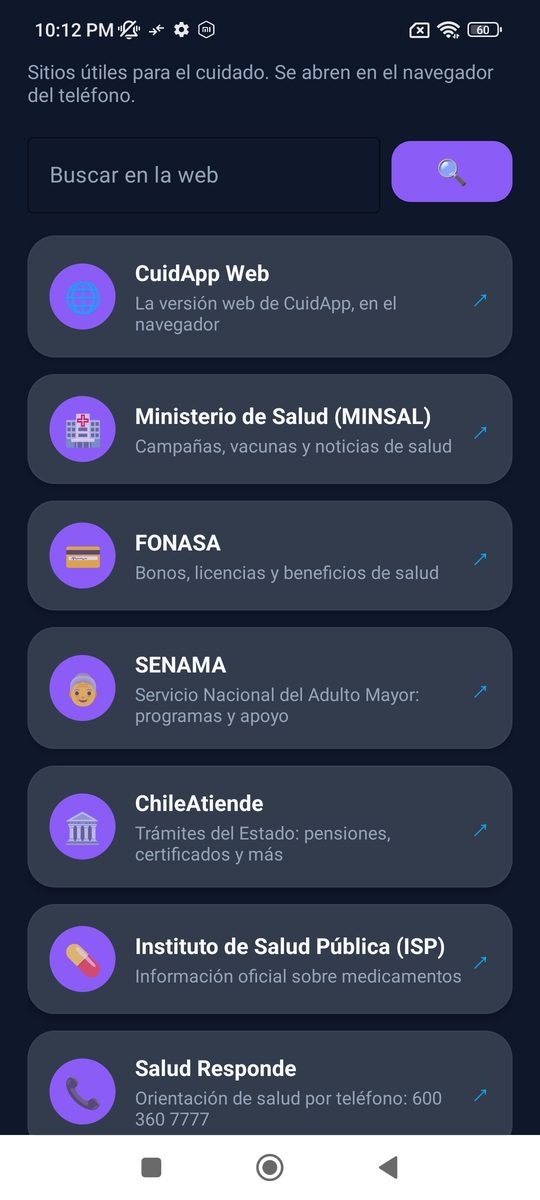 10:12 PM
60
Sitios útiles para el cuidado. Se abren en el navegador
del teléfono.
Buscar en la web
CuidApp Web
La versión web de CuidApp, en el
navegador
Ministerio de Salud (MINSAL)
Campañas, vacunas y noticias de salud
FONASA
Bonos, licencias y beneficios de salud
SENAMA
Servicio Nacional del Adulto Mayor:
programas y apoyo
ChileAtiende
Trámites del Estado: pensiones,
certificados y más
Instituto de Salud Pública (ISP)
Información oficial sobre medicamentos
Salud Responde
Orientación de salud por teléfono: 600
360 7777